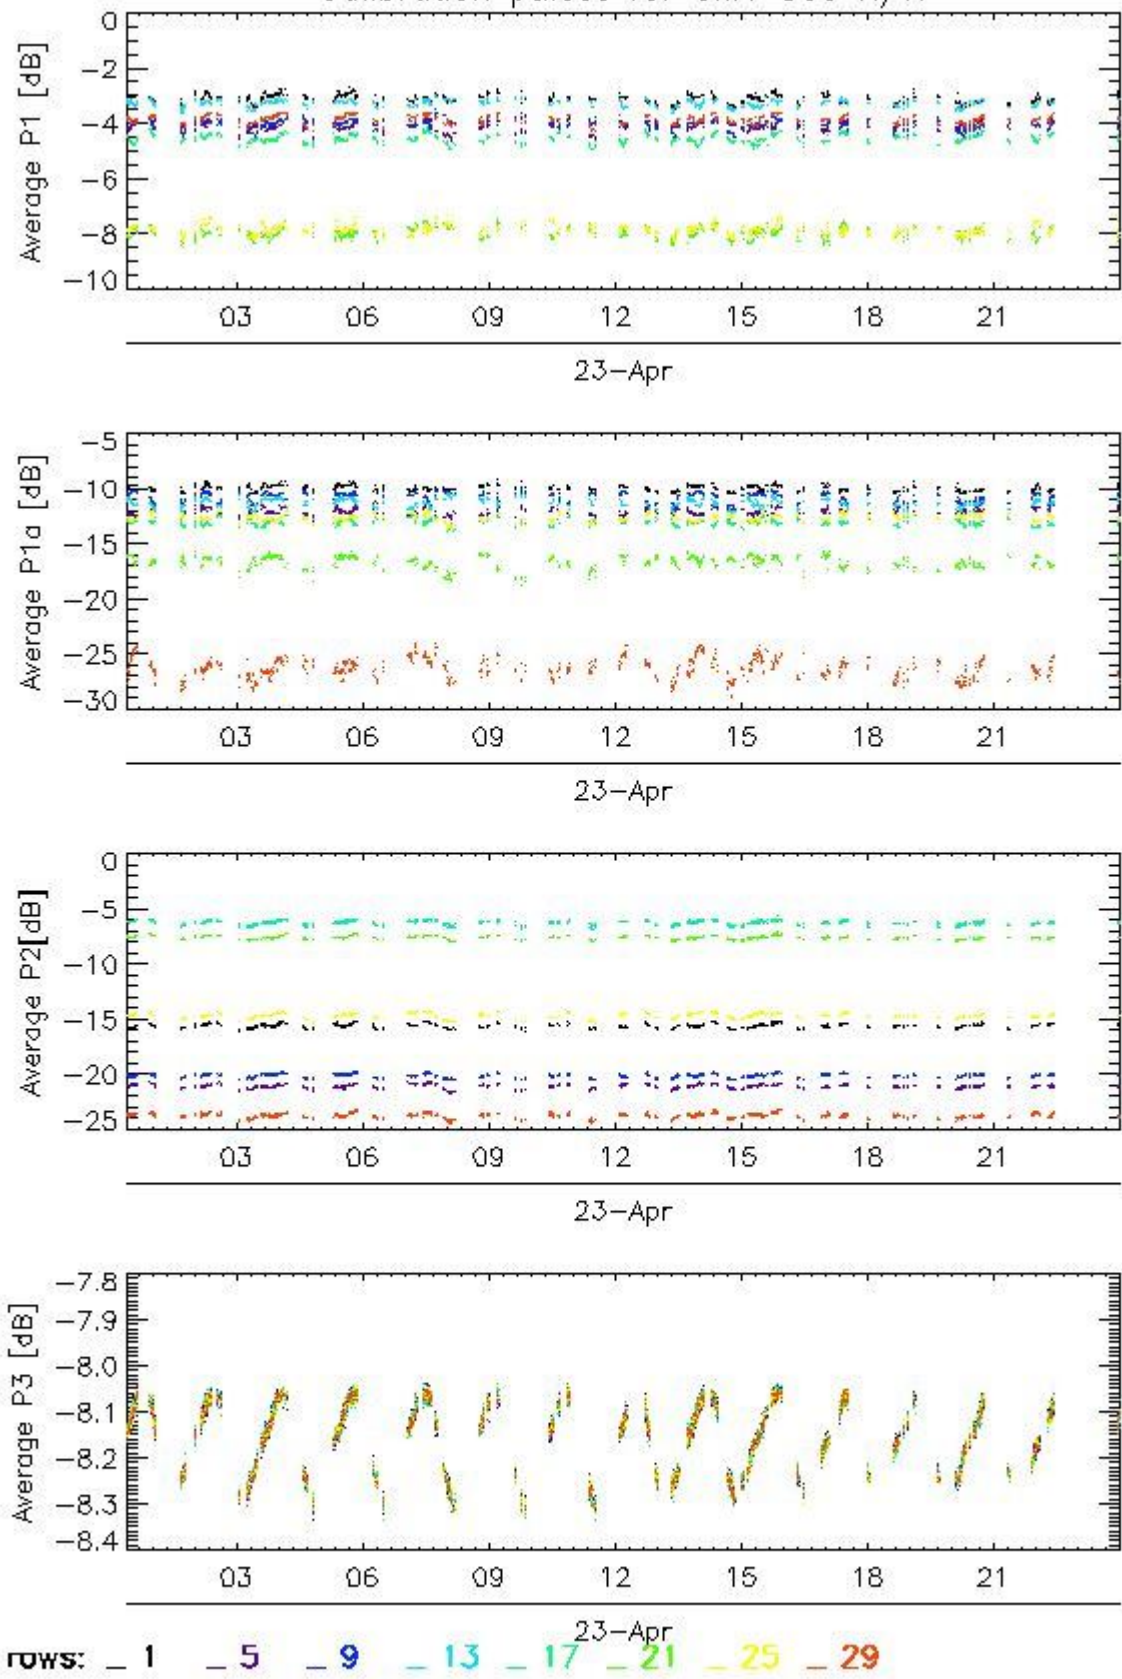 0
-2
-4
-6
-8
-10
Average P1 [dB]
03 06 09 12 15 18 21
23-Apr
-5
-10
-15
-20
-25
-30
Average P1a [dB]
03 06 09 12 15 18 21
23-Apr
0
-5
-10
-15
-20
-25
Average P2[dB]
03 06 09 12 15 18 21
23-Apr
-7.8
-7.9
-8.0
-8.1
-8.2
-8.3
-8.4
Average P3 [dB]
03 06 09 12 15 18 21
23-Apr
rows: _ 1 _ 5 _ 9 _ 13 _ 17 _ 21 _ 25 _ 29